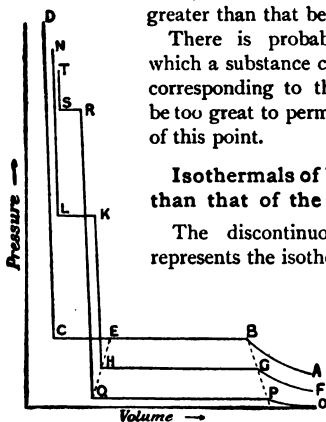 greater than that be
There is probab
which a substance c
corresponding to th
be too great to perm
of this point.
Isothermals of
than that of the
The discontinuo
represents the isothe
D
N
T
S R
L K
C E B
H G A
F
Q P O
Pressure →
Volume →